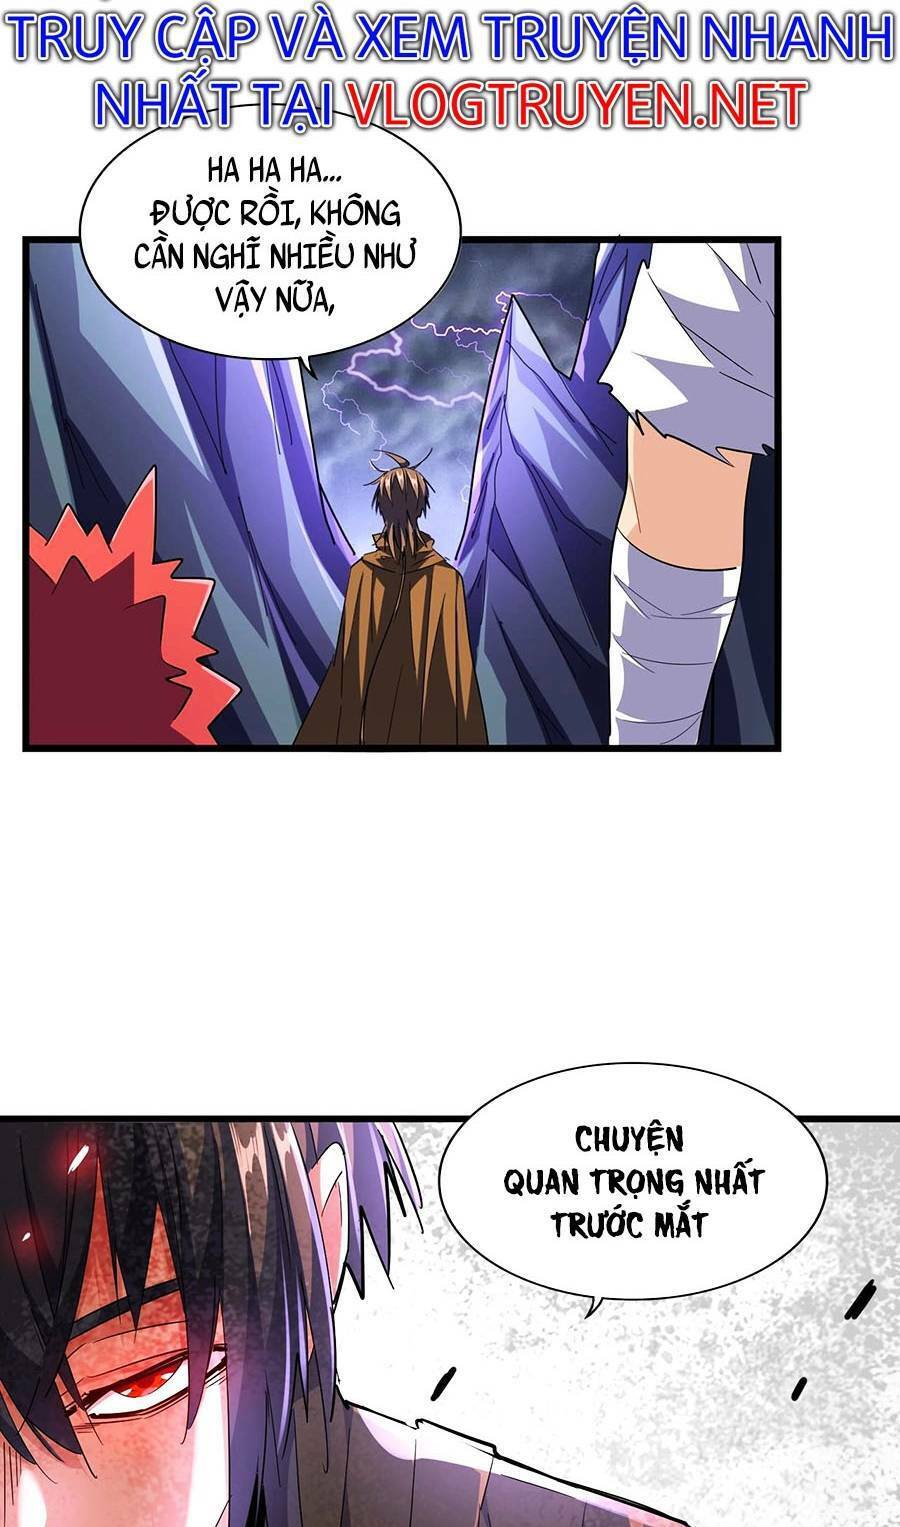 TRUY CẬP VÀ XEM TRUYỆN NHANH
NHẤT TẠI VLOGTRUYEN.NET
HA HA HA...
ĐƯỢC RỒI, KHÔNG
CẦN NGHĨ NHIỀU NHƯ
VẬY NỮA,
CHUYỆN
QUAN TRỌNG NHẤT
TRƯỚC MẮT